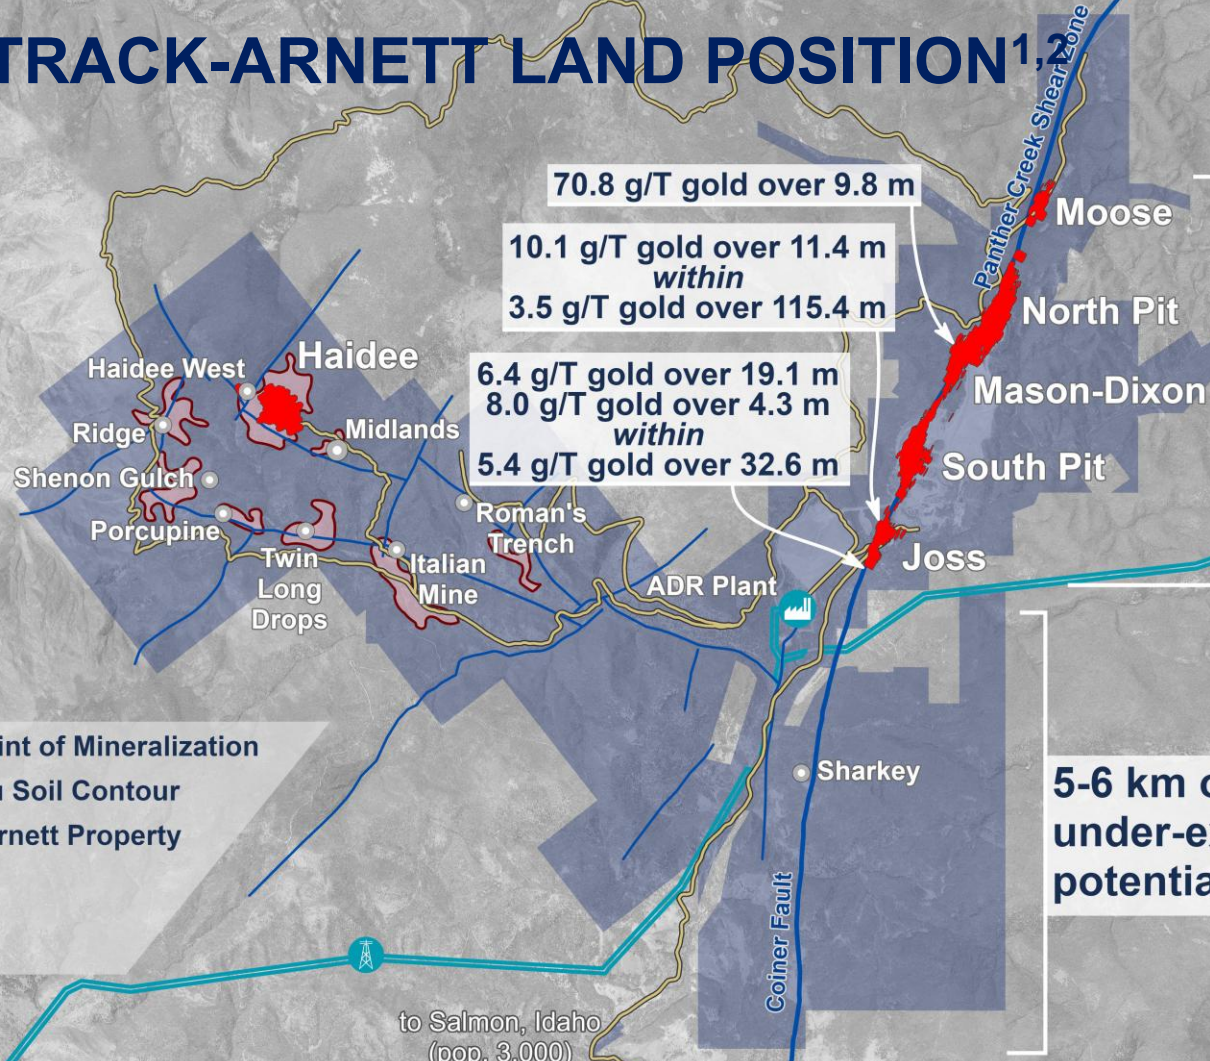 TRACK-ARNETT LAND POSITION1,2
Panther Creek Shear Zone
70.8 g/T gold over 9.8 m
Moose
10.1 g/T gold over 11.4 m
within
3.5 g/T gold over 115.4 m
North Pit
Haidee
Haidee West
6.4 g/T gold over 19.1 m
8.0 g/T gold over 4.3 m
within
5.4 g/T gold over 32.6 m
Mason-Dixon
Ridge
Midlands
South Pit
Shenon Gulch
Porcupine
Roman's
Trench
Twin
Long
Drops
Italian
Mine
Joss
ADR Plant
int of Mineralization
Soil Contour
rnett Property
Sharkey
5-6 km
under-ex
potentia
Coiner Fault
to Salmon, Idaho
(pop. 3,000)